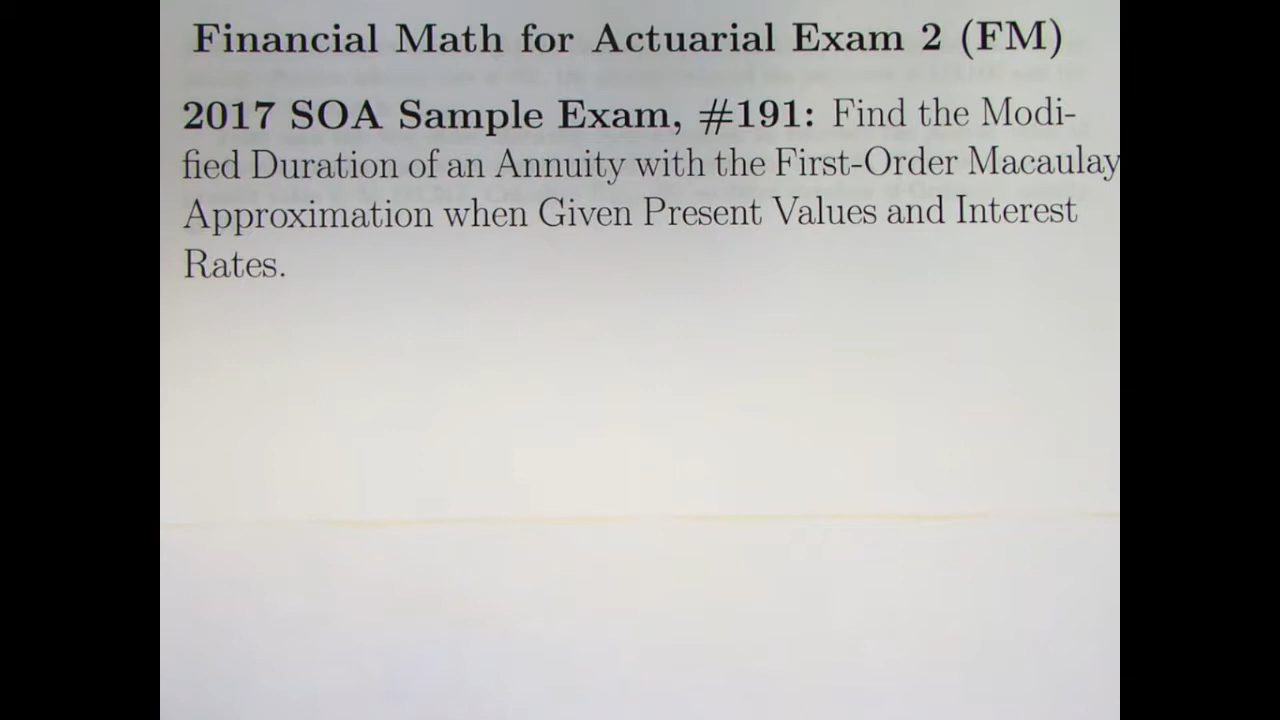 Financial Math for Actuarial Exam 2 (FM)
2017 SOA Sample Exam, #191: Find the Modi-
fied Duration of an Annuity with the First-Order Macaulay
Approximation when Given Present Values and Interest
Rates.